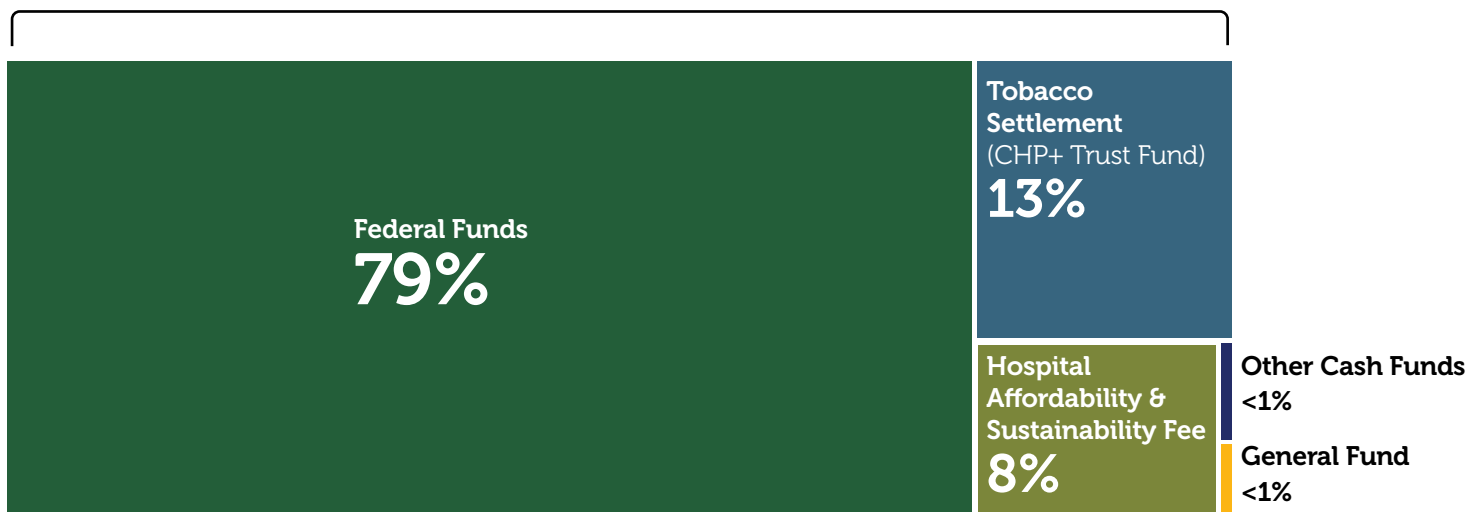 Federal Funds
79%
Tobacco
Settlement
(CHP+ Trust Fund)
13%
Hospital
Affordability &
Sustainability Fee
8%
Other Cash Funds
<1%
General Fund
<1%